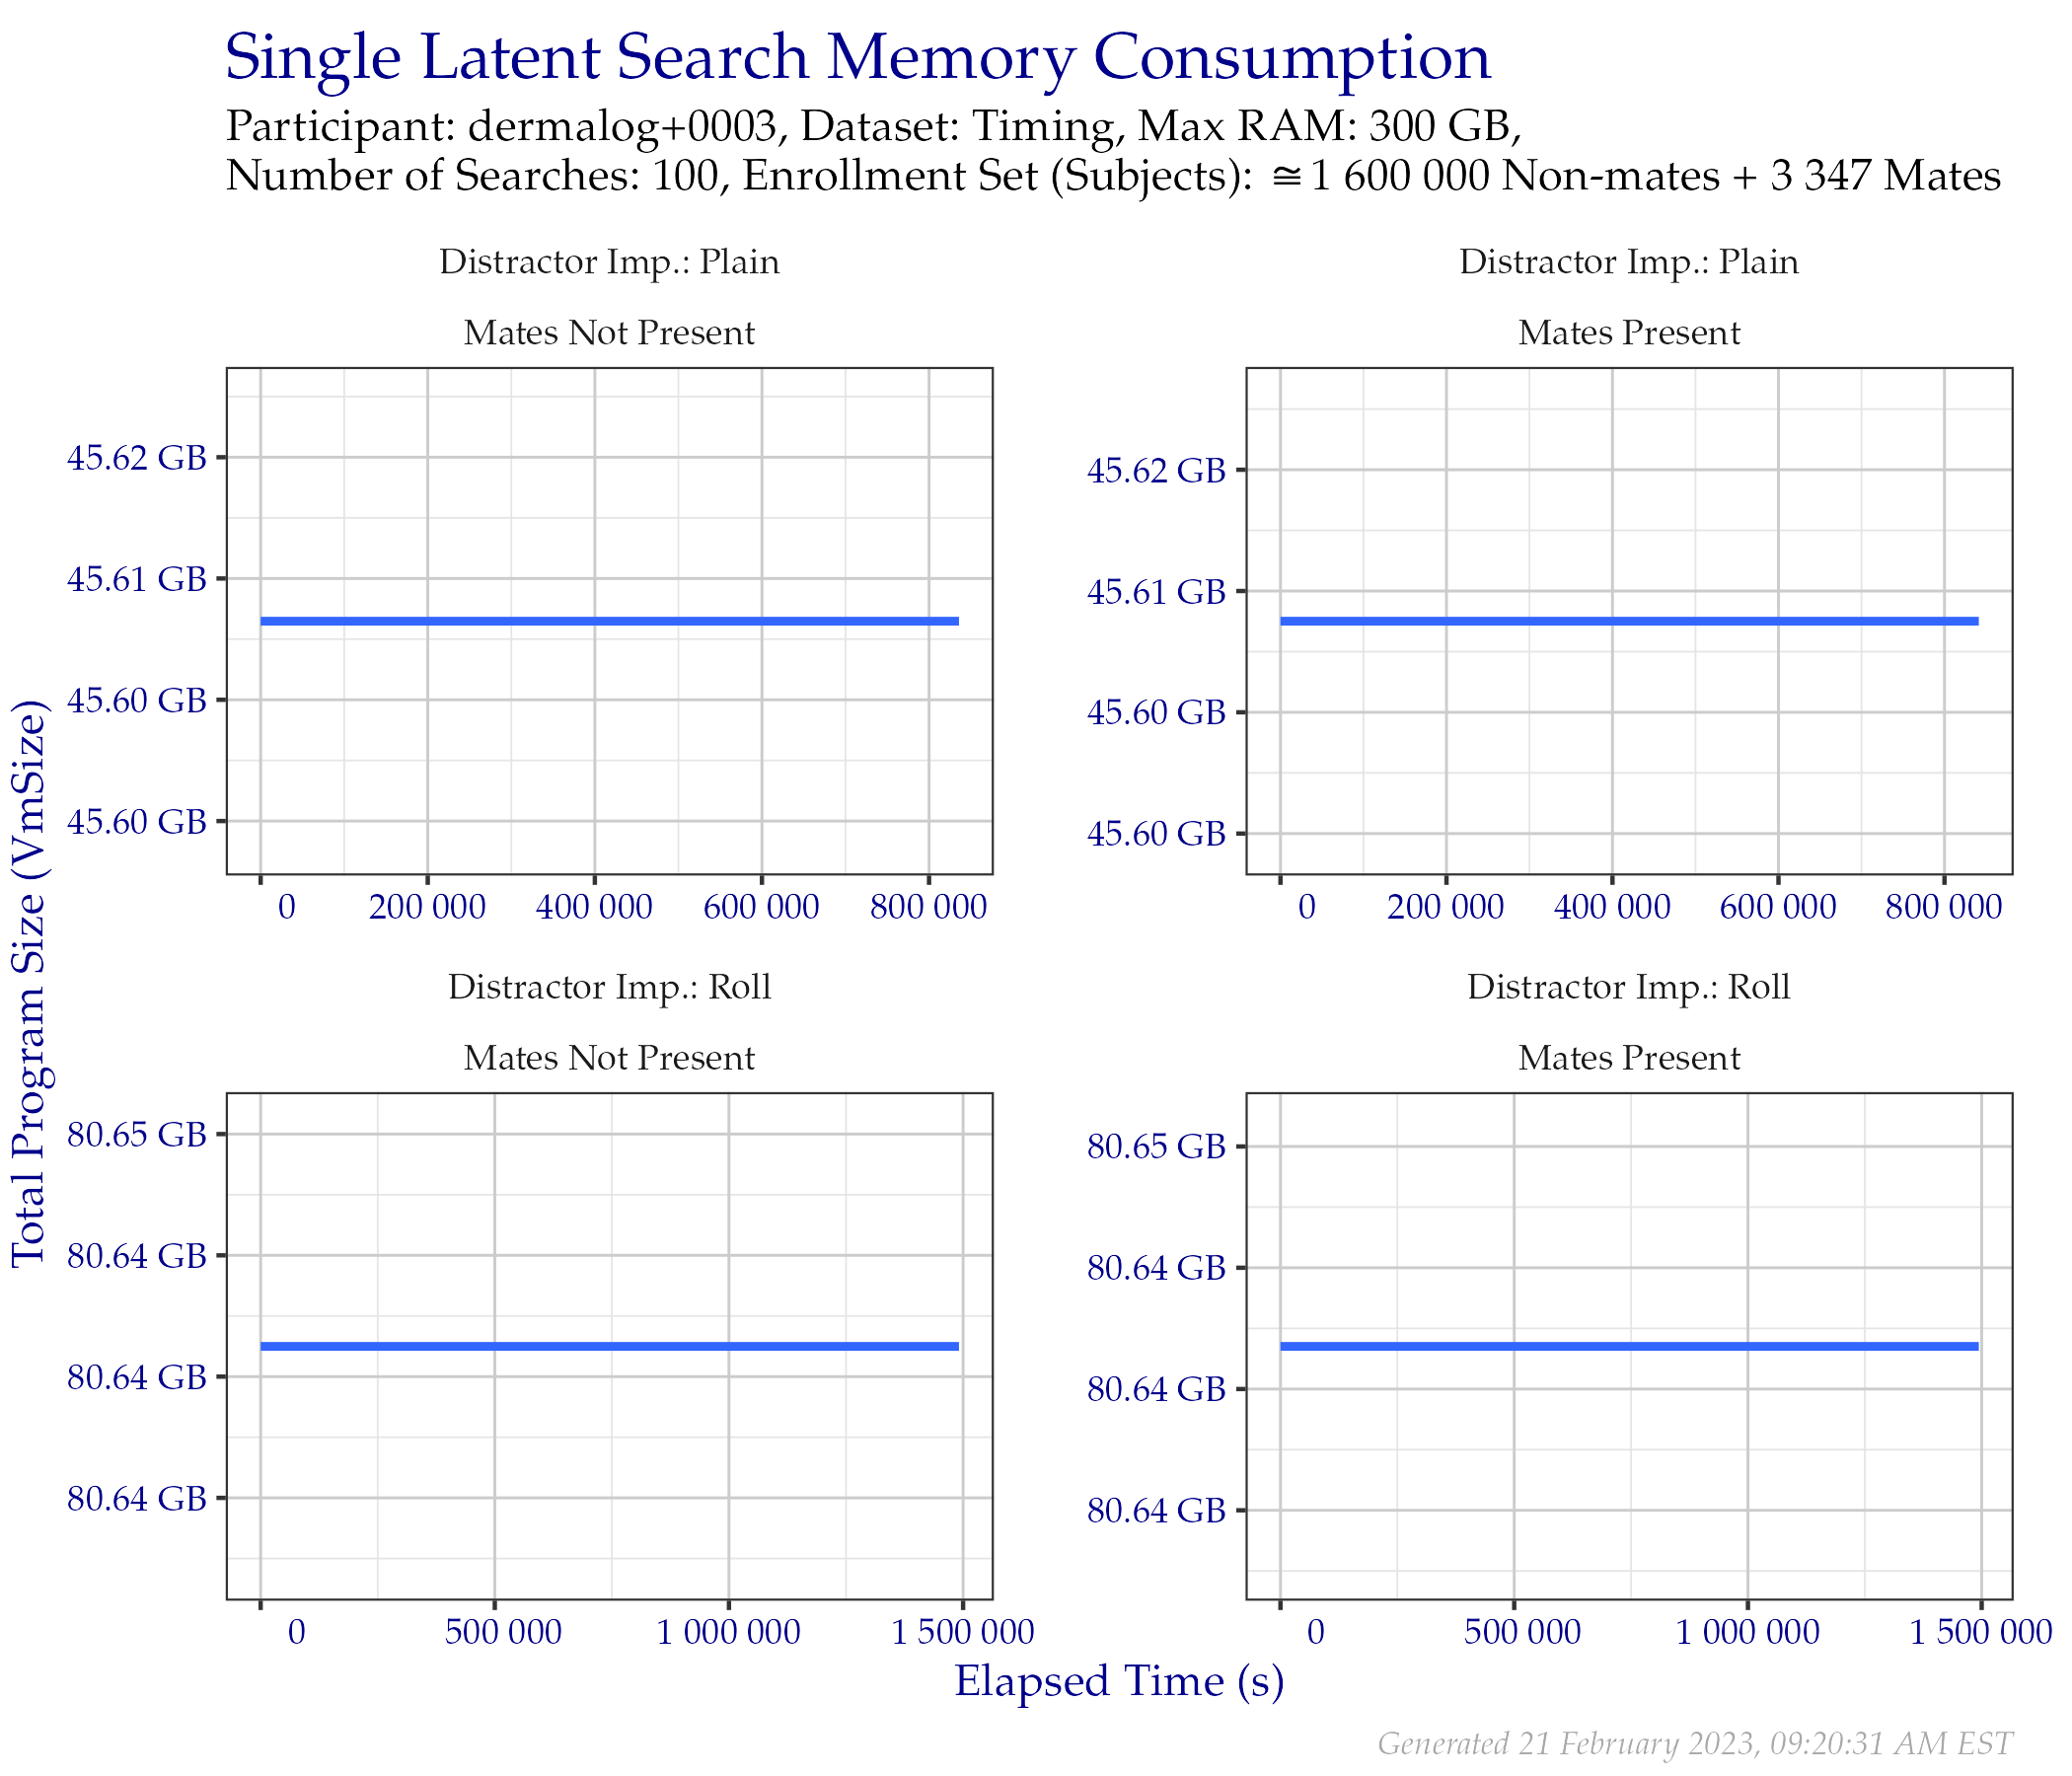 Single Latent Search Memory Consumption
Participant: dermalog+0003, Dataset: Timing, Max RAM: 300 GB,
Number of Searches: 100, Enrollment Set (Subjects): ≅1 600 000 Non-mates + 3 347 Mates
Total Program Size (VmSize)
Distractor Imp.: Plain
Mates Not Present
45.62 GB
45.61 GB
45.60 GB
45.60 GB
0 200 000 400 000 600 000 800 000
Distractor Imp.: Plain
Mates Present
45.62 GB
45.61 GB
45.60 GB
45.60 GB
0 200 000 400 000 600 000 800 000
Distractor Imp.: Roll
Mates Not Present
80.65 GB
80.64 GB
80.64 GB
80.64 GB
0 500 000 1 000 000 1 500 000
Distractor Imp.: Roll
Mates Present
80.65 GB
80.64 GB
80.64 GB
80.64 GB
0 500 000 1 000 000 1 500 000
Elapsed Time (s)
Generated 21 February 2023, 09:20:31 AM EST